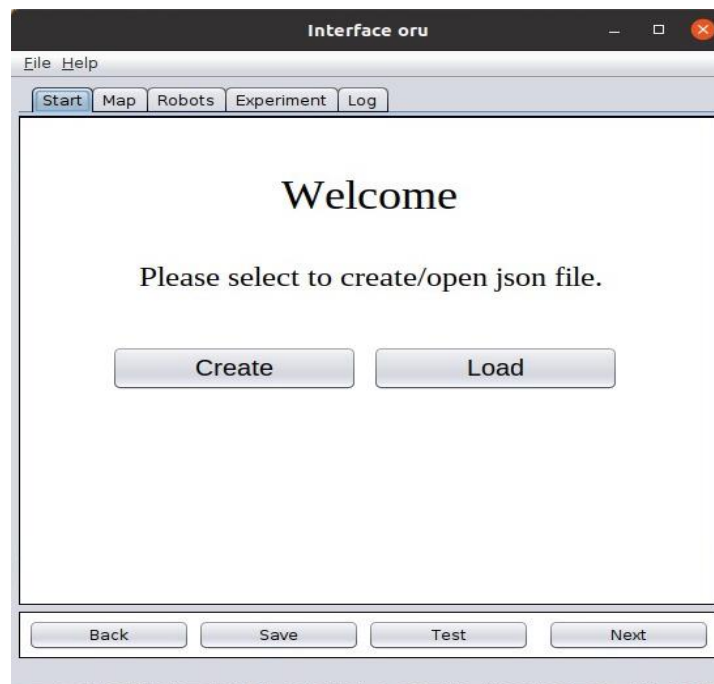 Interface oru
File Help
Start Map Robots Experiment Log
Welcome
Please select to create/open json file.
Create Load
Back Save Test Next